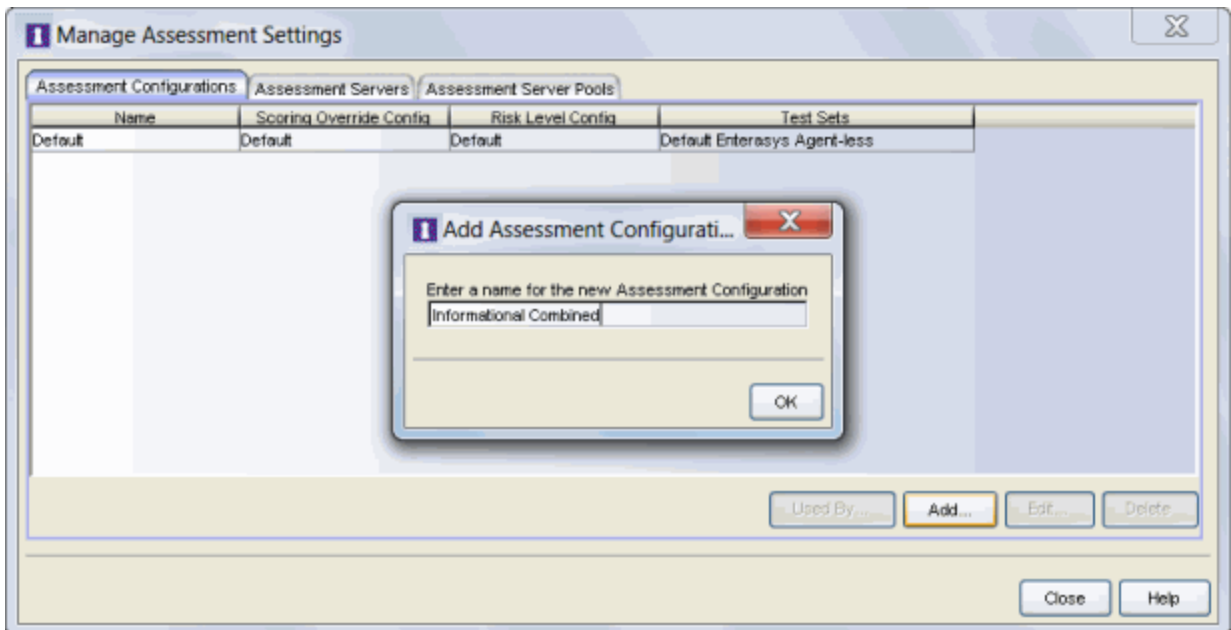 Manage Assessment Settings
Assessment Configurations Assessment Servers Assessment Server Pools
Name Scoring Override Config Risk Level Config Test Sets
Default Default Default Default Enterasys Agent-less
Add Assessment Configurati...
Enter a name for the new Assessment Configuration
Informational Combined
OK
Used By... Add... Edit... Delete
Close Help